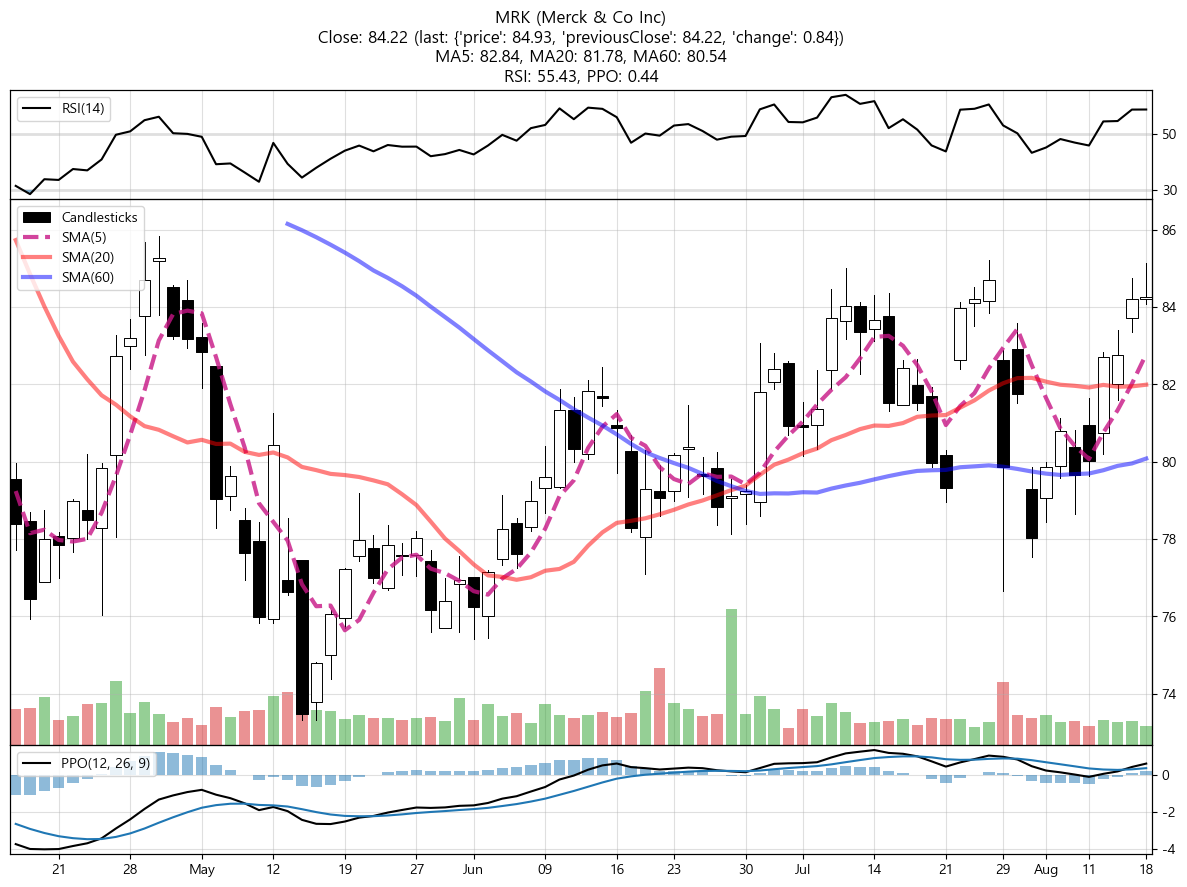 MRK (Merck & Co Inc)
Close: 84.22 (last: {'price': 84.93, 'previousClose': 84.22, 'change': 0.84})
MA5: 82.84, MA20: 81.78, MA60: 80.54
RSI: 55.43, PPO: 0.44
RSI(14)
50
30
Candlesticks
SMA(5)
SMA(20)
SMA(60)
86
84
82
80
78
76
74
PPO(12, 26, 9)
0
-2
-4
21 28 May 12 19 27 Jun 09 16 23 Jul 14 21 29 Aug 11 18